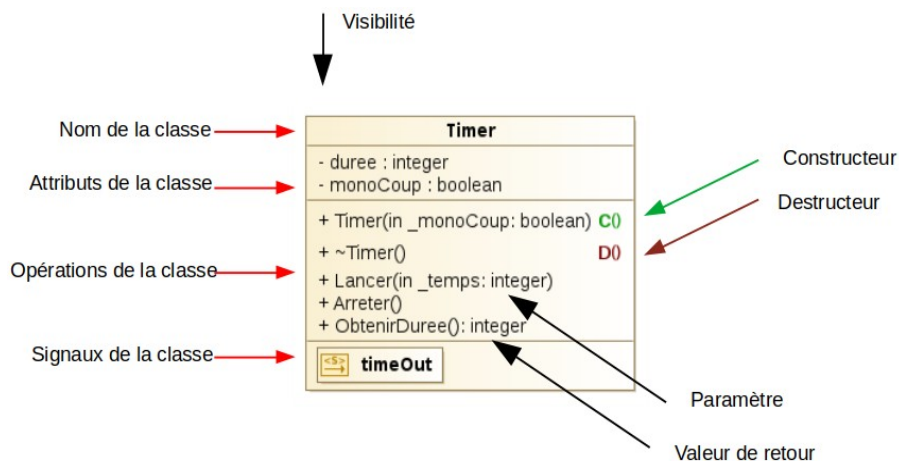 Visibilité
Nom de la classe
Timer
- duree : integer
Attributs de la classe
- monoCoup : boolean
Constructeur
+ Timer(in _monoCoup: boolean) C()
Destructeur
+ ~Timer() D()
Opérations de la classe
+ Lancer(in _temps: integer)
+ Arreter()
+ ObtenirDuree(): integer
Signaux de la classe
<S> timeOut
Paramètre
Valeur de retour